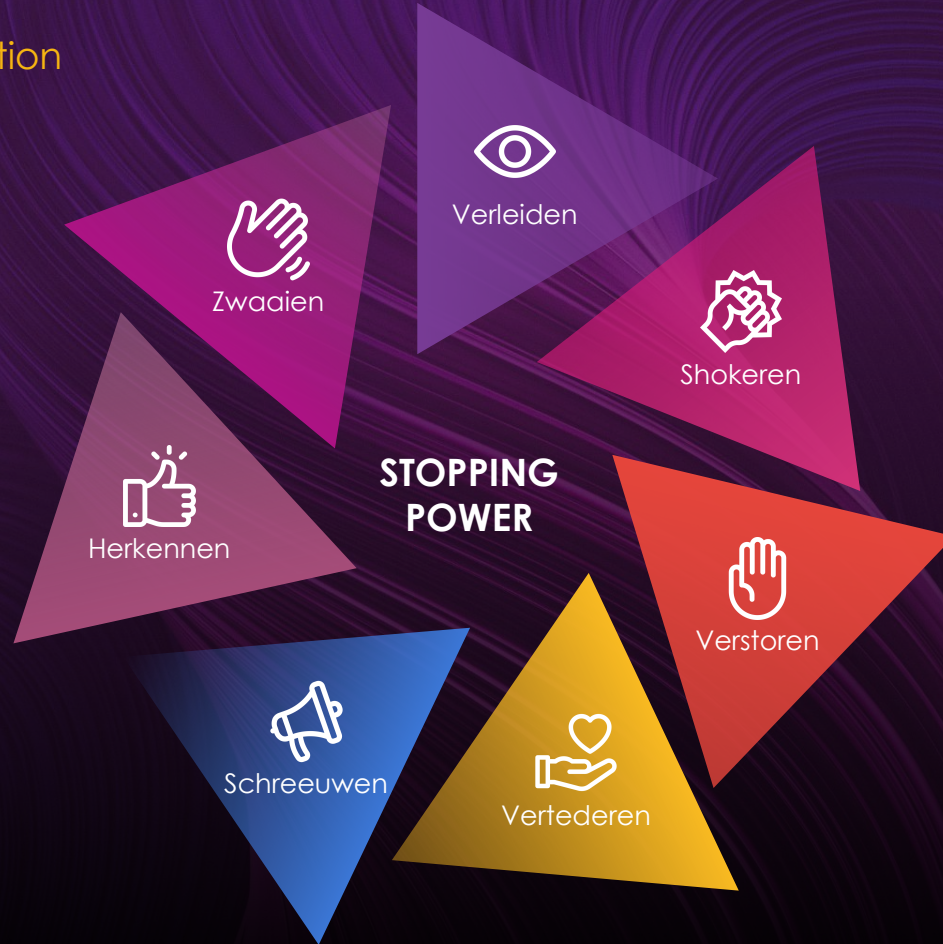 tion
Verleiden
Zwaaien
Shokeren
STOPPING
POWER
Herkennen
Verstoren
Schreeuwen
Vertederen